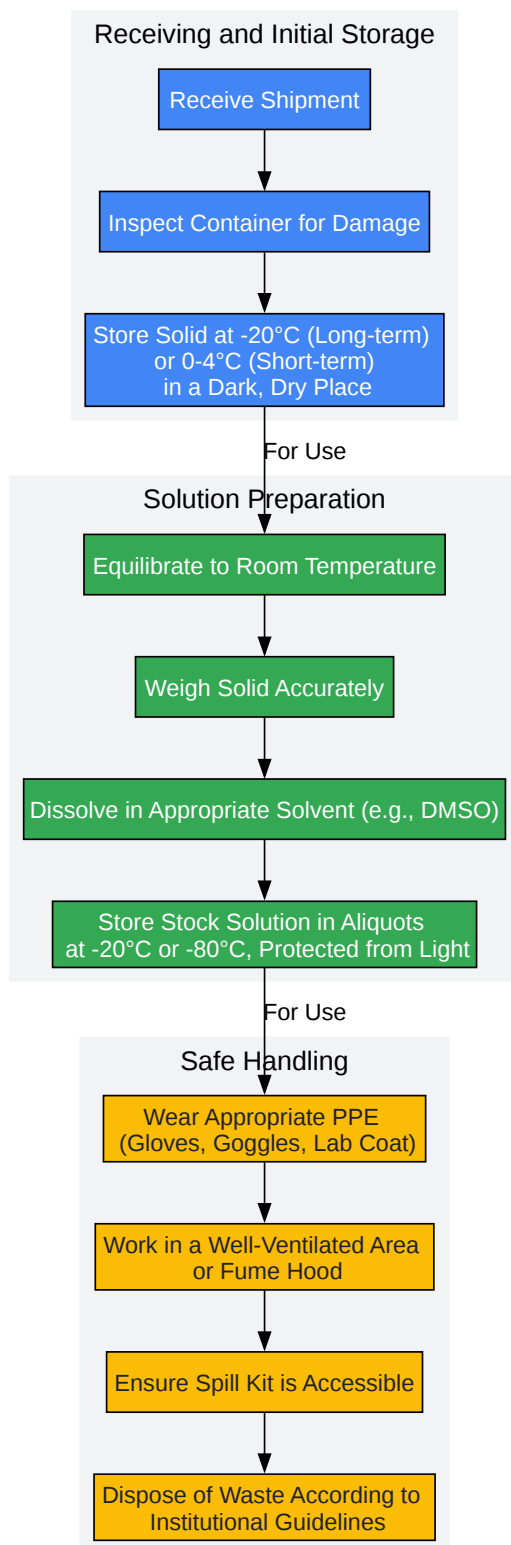 Receiving and Initial Storage
Receive Shipment
Inspect Container for Damage
Store Solid at -20°C (Long-term)
or 0-4°C (Short-term)
in a Dark, Dry Place
For Use
Solution Preparation
Equilibrate to Room Temperature
Weigh Solid Accurately
Dissolve in Appropriate Solvent (e.g., DMSO)
Store Stock Solution in Aliquots
at -20°C or -80°C, Protected from Light
For Use
Safe Handling
Wear Appropriate PPE
(Gloves, Goggles, Lab Coat)
Work in a Well-Ventilated Area
or Fume Hood
Ensure Spill Kit is Accessible
Dispose of Waste According to
Institutional Guidelines